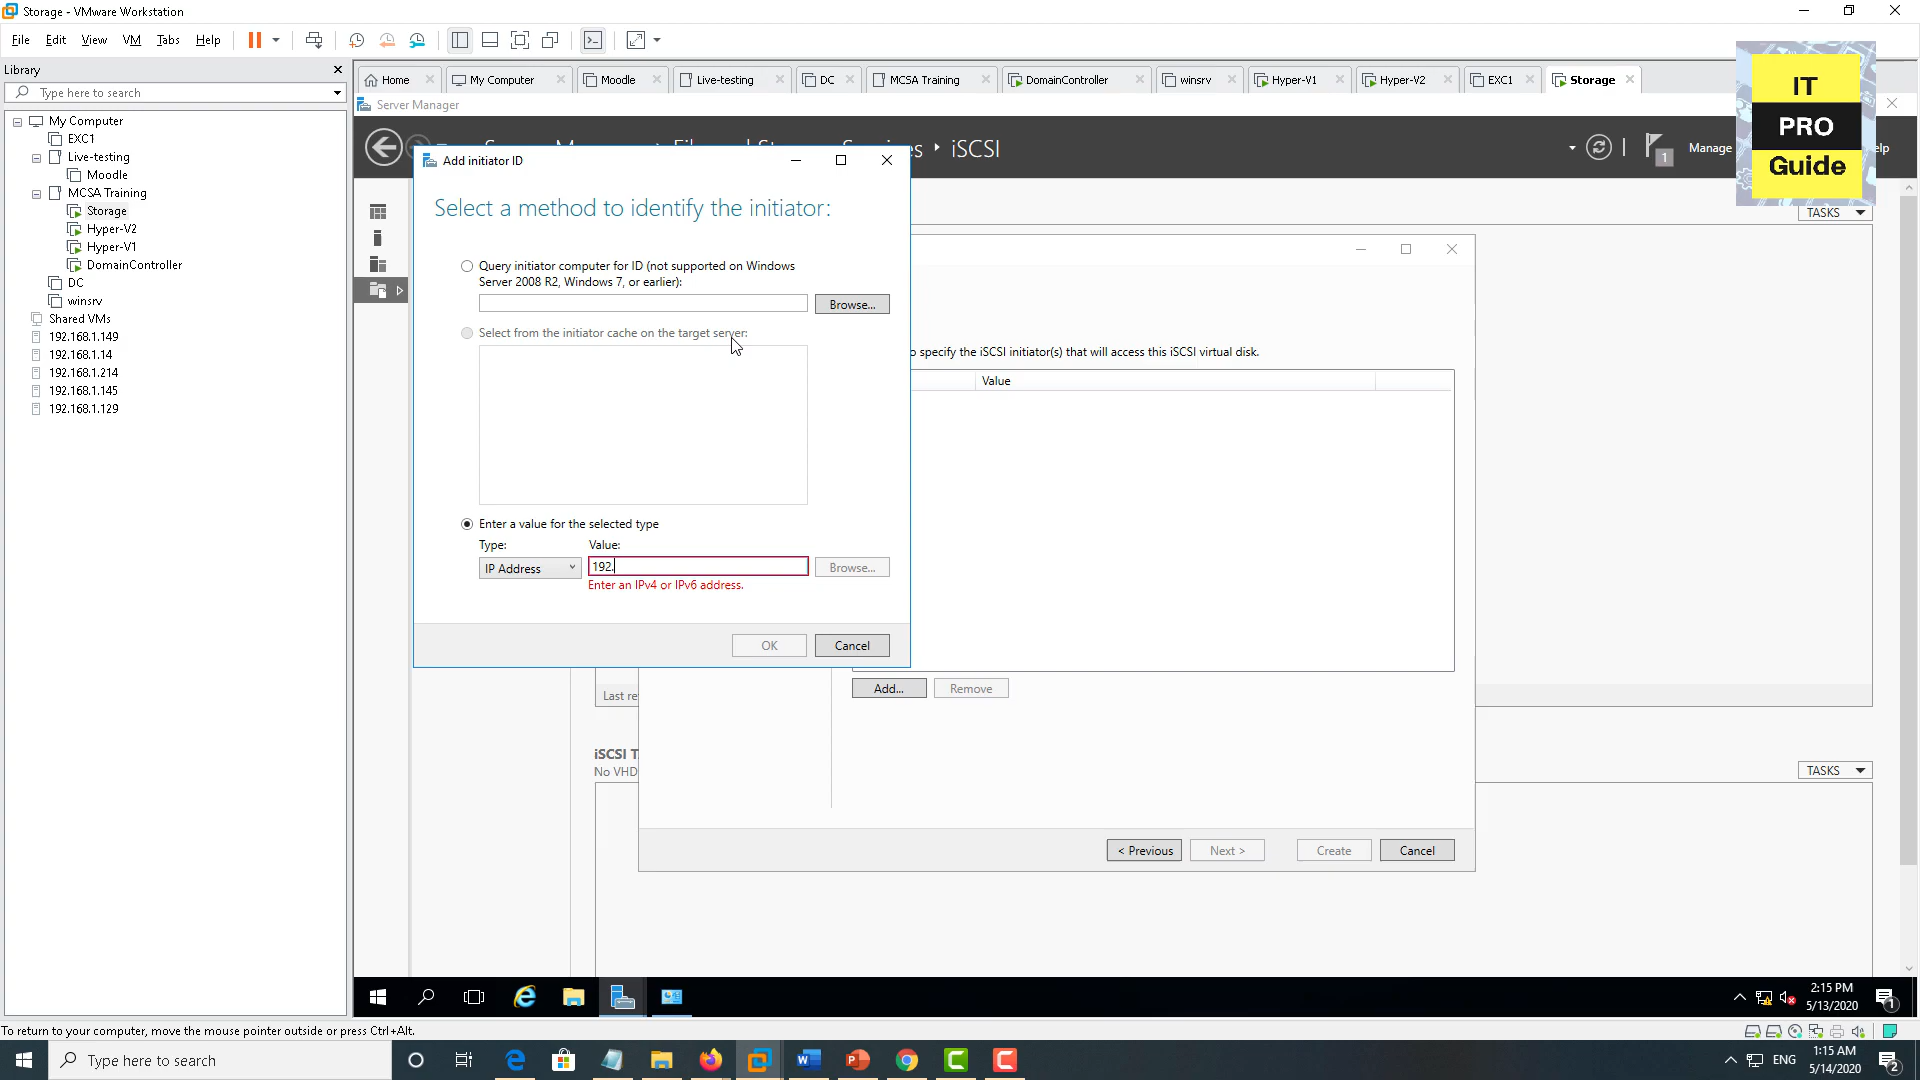 Storage - VMware Workstation
File Edit View VM Tabs Help
Library
Type here to search
My Computer
EXC1
Live-testing
Moodle
MCSA Training
Storage
Hyper-V2
Hyper-V1
DomainController
DC
winsrv
Shared VMs
192.168.1.149
192.168.1.14
192.168.1.214
192.168.1.145
192.168.1.129
Home My Computer Moodle Live-testing DC MCSA Training DomainController winsrv Hyper-V1 Hyper-V2 EXC1 Storage
Server Manager
iSCSI
1
Manage
IT
PRO
Guide
TASKS
Add initiator ID
Select a method to identify the initiator:
Query initiator computer for ID (not supported on Windows
Server 2008 R2, Windows 7, or earlier):
Browse...
Select from the initiator cache on the target server:
Enter a value for the selected type
Type: Value:
IP Address 192. Browse...
Enter an IPv4 or IPv6 address.
OK Cancel
o specify the iSCSI initiator(s) that will access this iSCSI virtual disk.
Value
Add... Remove
Last re
iSCSI T
No VHD
TASKS
< Previous Next > Create Cancel
2:15 PM
5/13/2020
1
To return to your computer, move the mouse pointer outside or press Ctrl+Alt.
Type here to search
ENG
1:15 AM
5/14/2020
2